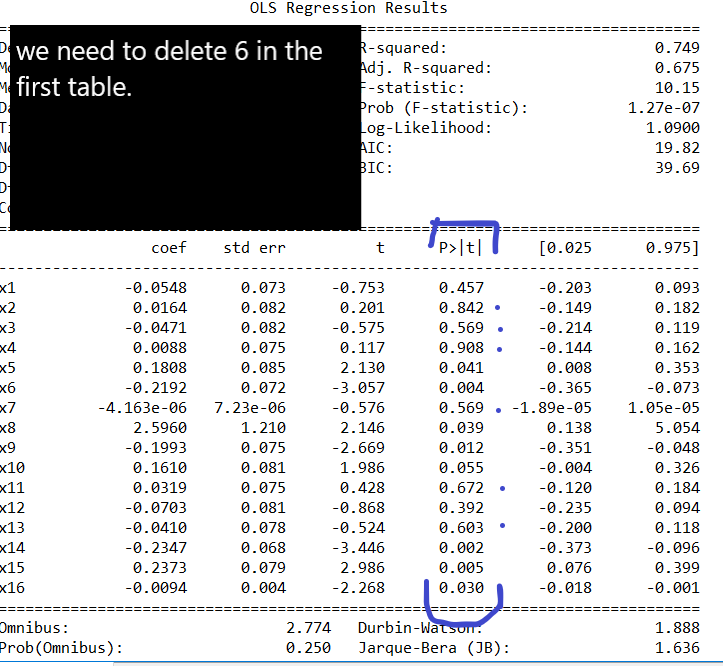 OLS Regression Results
we need to delete 6 in the
first table.
R-squared: 0.749
Adj. R-squared: 0.675
F-statistic: 10.15
Prob (F-statistic): 1.27e-07
Log-Likelihood: 1.0900
AIC: 19.82
BIC: 39.69
coef std err t P>|t| [0.025 0.975]
x1 -0.0548 0.073 -0.753 0.457 -0.203 0.093
x2 0.0164 0.082 0.201 0.842 -0.149 0.182
x3 -0.0471 0.082 -0.575 0.569 -0.214 0.119
x4 0.0088 0.075 0.117 0.908 -0.144 0.162
x5 0.1808 0.085 2.130 0.041 0.008 0.353
x6 -0.2192 0.072 -3.057 0.004 -0.365 -0.073
x7 -4.163e-06 7.23e-06 -0.576 0.569 -1.89e-05 1.05e-05
x8 2.5960 1.210 2.146 0.039 0.138 5.054
x9 -0.1993 0.075 -2.669 0.012 -0.351 -0.048
x10 0.1610 0.081 1.986 0.055 -0.004 0.326
x11 0.0319 0.075 0.428 0.672 -0.120 0.184
x12 -0.0703 0.081 -0.868 0.392 -0.235 0.094
x13 -0.0410 0.078 -0.524 0.603 -0.200 0.118
x14 -0.2347 0.068 -3.446 0.002 -0.373 -0.096
x15 0.2373 0.079 2.986 0.005 0.076 0.399
x16 -0.0094 0.004 -2.268 0.030 -0.018 -0.001
Omnibus: 2.774 Durbin-Watson: 1.888
Prob(Omnibus): 0.250 Jarque-Bera (JB): 1.636